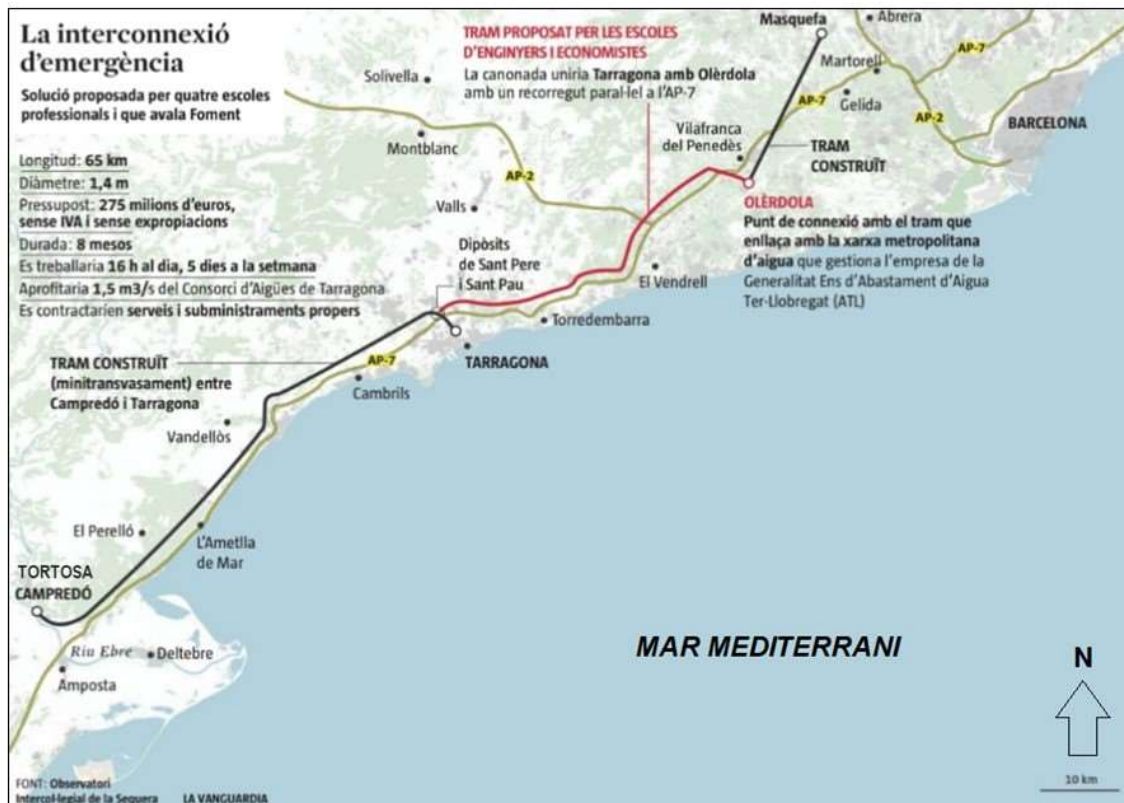 La interconnexió
d'emergència
Solució proposada per quatre escoles
professionals i que avala Foment
Longitud: 65 km
Diàmetre: 1,4 m
Pressupost: 275 milions d'euros,
sense IVA i sense expropiacions
Durada: 8 mesos
Es treballaria 16 h al dia, 5 dies a la setmana
Aprofitaria 1,5 m3/s del Consorci d'Aigües de Tarragona
Es contractarien serveis i subministraments propers
TRAM PROPOSAT PER LES ESCOLES
D'ENGINYERS I ECONOMISTES
La canonada uniria Tarragona amb Olèrdola
amb un recorregut paral·lel a l'AP-7
Masquefa
Abrera
AP-7
Martorell
Solivella
Gelida
AP-7
AP-2
BARCELONA
Montblanc
Vilafranca
del Penedès
TRAM
CONSTRUÏT
AP-2
Valls
OLÈRDOLA
Punt de connexió amb el tram que
enllaça amb la xarxa metropolitana
d'aigua que gestiona l'empresa de la
Generalitat Ens d'Abastament d'Aigua
Ter-Llobregat (ATL)
Dipòsits
de Sant Pere
i Sant Pau
El Vendrell
Torredembarra
TARRAGONA
TRAM CONSTRUÏT
(minitransvasament) entre
Campredó i Tarragona
AP-7
Cambrils
Vandellòs
El Perelló
L'Ametlla
de Mar
TORTOSA
CAMPREDÓ
Riu Ebre
Deltebre
Amposta
MAR MEDITERRANI
N
10 km
FONT: Observatori
Intercol·legial de la Sequera
LA VANGUARDIA